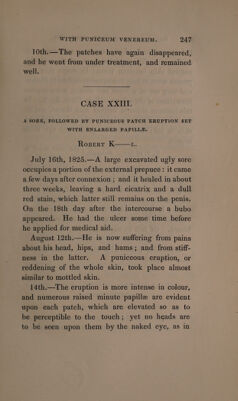 WITH PUNICEUM VENEREUM. 247
10th.—The patches have again disappeared,
and he went from under treatment, and remained
well.
CASE XXIII.
A SORE, FOLLOWED BY PUNICEOUS PATCH ERUPTION SET
WITH ENLARGED PAPILLÆ.
ROBERT K——L.
July 16th, 1825.—A large excavated ugly sore
occupies a portion of the external prepuce: it came
a few days after connexion; and it healed in about
three weeks, leaving a hard cicatrix and a dull
red stain, which latter still remains on the penis.
On the 18th day after the intercourse a bubo
appeared. He had the ulcer some time before
he applied for medical aid.
August 12th.—He is now suffering from pains
about his head, hips, and hams; and from stiff-
ness in the latter. A puniceous eruption, or
reddening of the whole skin, took place almost
similar to mottled skin.
14th.—The eruption is more intense in colour,
and numerous raised minute papillæ are evident
upon each patch, which are elevated so as to
be perceptible to the touch; yet no heads are
to be seen upon them by the naked eye, as in